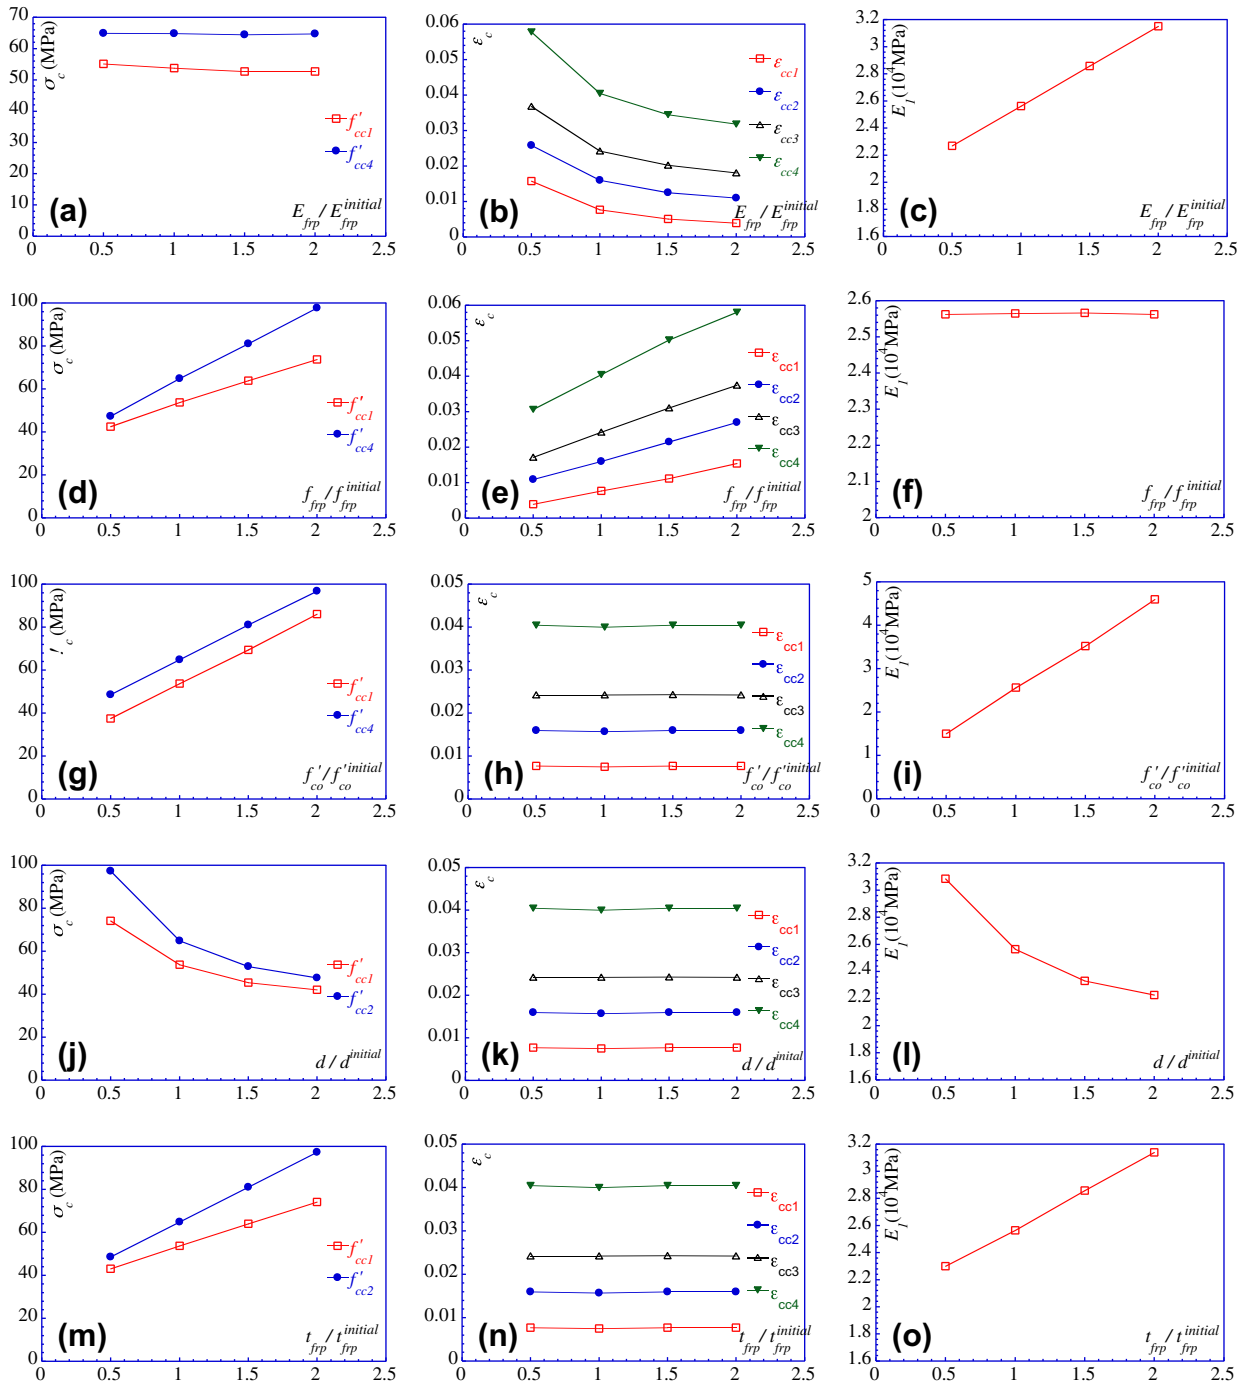 70
60
50
40
30
20
10
0
σc (MPa)
f'cc1
f'cc4
(a)
Efrp/Efrp^initial
0 0.5 1 1.5 2 2.5
0.06
0.05
0.04
0.03
0.02
0.01
0
εc
εcc1
εcc2
εcc3
εcc4
(b)
Efrp/Efrp^initial
0 0.5 1 1.5 2 2.5
3.2
3
2.8
2.6
2.4
2.2
2
1.8
1.6
E1(10^4MPa)
(c)
Efrp/Efrp^initial
0 0.5 1 1.5 2 2.5
100
80
60
40
20
0
σc (MPa)
f'cc1
f'cc4
(d)
ffrp/ffrp^initial
0 0.5 1 1.5 2 2.5
0.06
0.05
0.04
0.03
0.02
0.01
0
εc
εcc1
εcc2
εcc3
εcc4
(e)
ffrp/ffrp^initial
0 0.5 1 1.5 2 2.5
2.6
2.5
2.4
2.3
2.2
2.1
2
E1(10^4MPa)
(f)
ffrp/ffrp^initial
0 0.5 1 1.5 2 2.5
100
80
60
40
20
0
!c (MPa)
f'cc1
f'cc4
(g)
fco'/fco'^initial
0 0.5 1 1.5 2 2.5
0.05
0.04
0.03
0.02
0.01
0
εc
εcc1
εcc2
εcc3
εcc4
(h)
fco'/fco'^initial
0 0.5 1 1.5 2 2.5
5
4
3
2
1
0
E1(10^4MPa)
(i)
fco'/fco'^initial
0 0.5 1 1.5 2 2.5
100
80
60
40
20
0
σc (MPa)
f'cc1
f'cc2
(j)
d/d^initial
0 0.5 1 1.5 2 2.5
0.05
0.04
0.03
0.02
0.01
0
εc
εcc1
εcc2
εcc3
εcc4
(k)
d/d^inital
0 0.5 1 1.5 2 2.5
3.2
3
2.8
2.6
2.4
2.2
2
1.8
1.6
E1(10^4MPa)
(l)
d/d^initial
0 0.5 1 1.5 2 2.5
100
80
60
40
20
0
σc (MPa)
f'cc1
f'cc2
(m)
tfrp/tfrp^initial
0 0.5 1 1.5 2 2.5
0.05
0.04
0.03
0.02
0.01
0
εc
εcc1
εcc2
εcc3
εcc4
(n)
tfrp/tfrp^initial
0 0.5 1 1.5 2 2.5
3.2
3
2.8
2.6
2.4
2.2
2
1.8
1.6
E1(10^4MPa)
(o)
tfrp/tfrp^initial
0 0.5 1 1.5 2 2.5